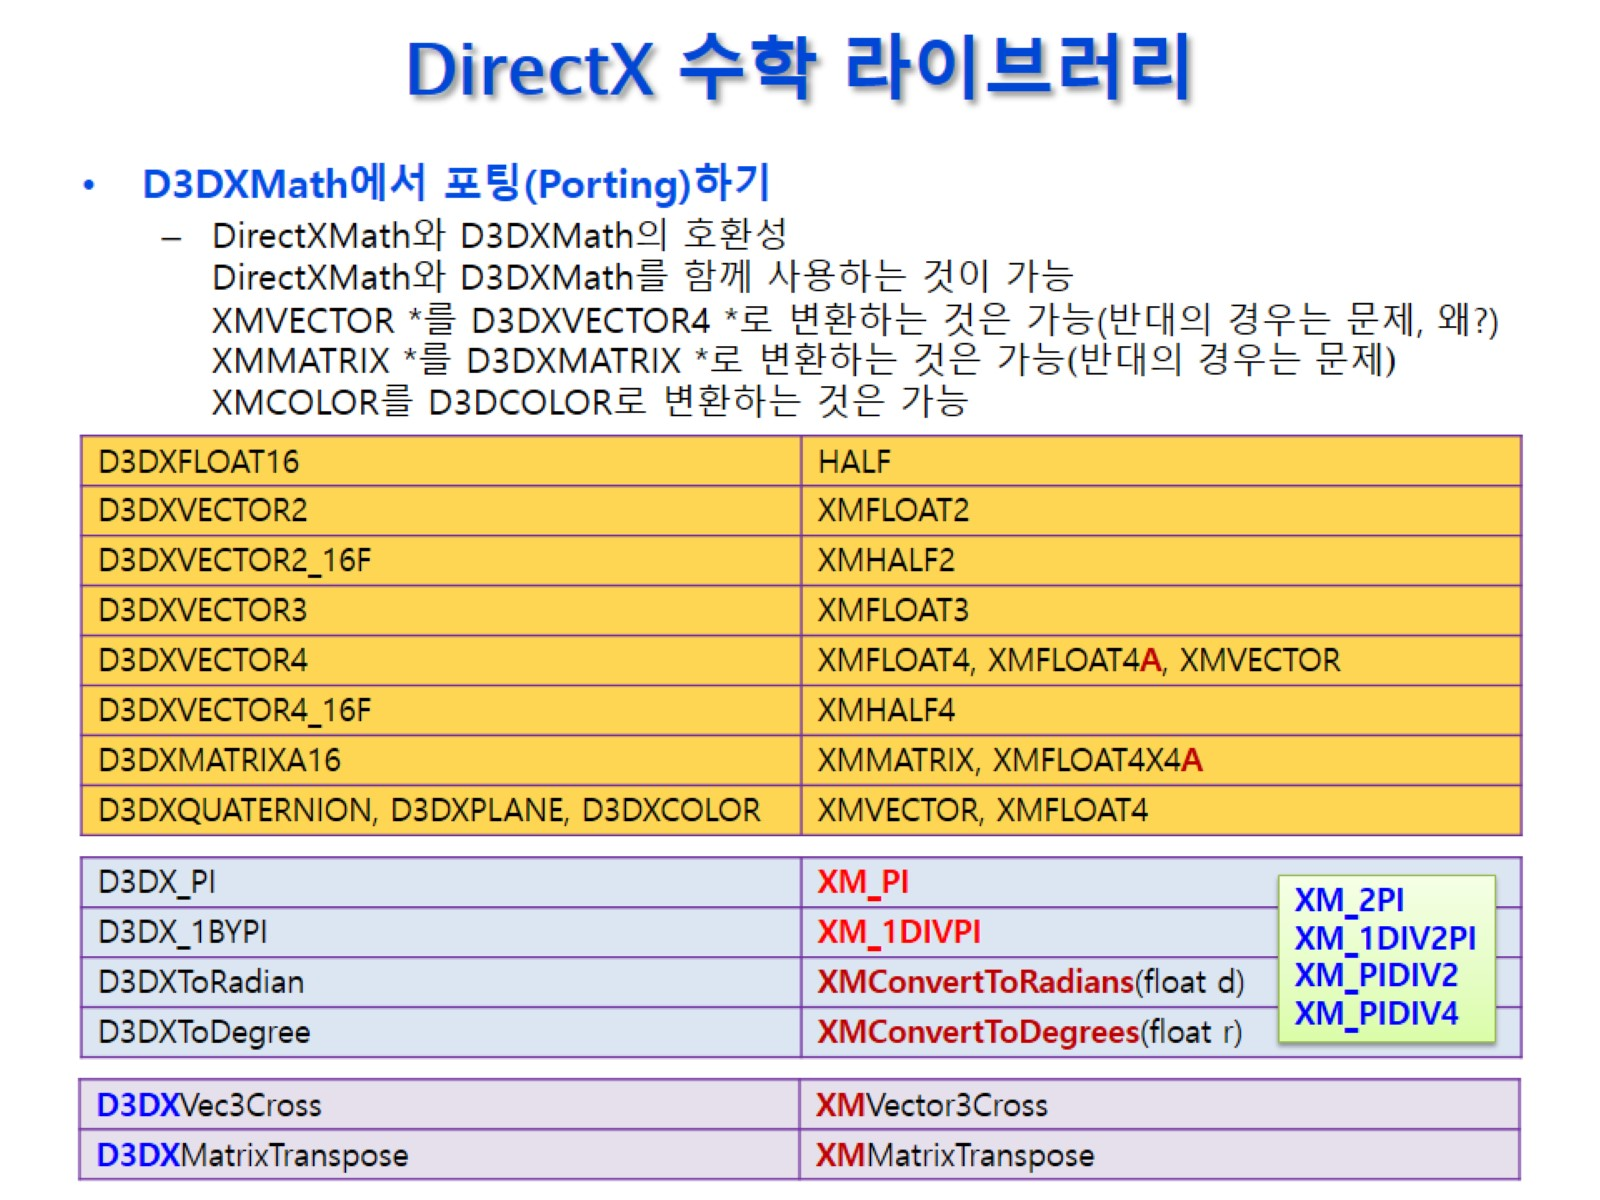 DirectX 수학 라이브러리
• D3DXMath에서 포팅(Porting)하기
– DirectXMath와 D3DXMath의 호환성
DirectXMath와 D3DXMath를 함께 사용하는 것이 가능
XMVECTOR *를 D3DXVECTOR4 *로 변환하는 것은 가능(반대의 경우는 문제, 왜?)
XMMATRIX *를 D3DXMATRIX *로 변환하는 것은 가능(반대의 경우는 문제)
XMCOLOR를 D3DCOLOR로 변환하는 것은 가능
D3DXFLOAT16 HALF
D3DXVECTOR2 XMFLOAT2
D3DXVECTOR2_16F XMHALF2
D3DXVECTOR3 XMFLOAT3
D3DXVECTOR4 XMFLOAT4, XMFLOAT4A, XMVECTOR
D3DXVECTOR4_16F XMHALF4
D3DXMATRIXA16 XMMATRIX, XMFLOAT4X4A
D3DXQUATERNION, D3DXPLANE, D3DXCOLOR XMVECTOR, XMFLOAT4
D3DX_PI XM_PI
D3DX_1BYPI XM_1DIVPI
D3DXToRadian XMConvertToRadians(float d)
D3DXToDegree XMConvertToDegrees(float r)
XM_2PI
XM_1DIV2PI
XM_PIDIV2
XM_PIDIV4
D3DXVec3Cross XMVector3Cross
D3DXMatrixTranspose XMMatrixTranspose